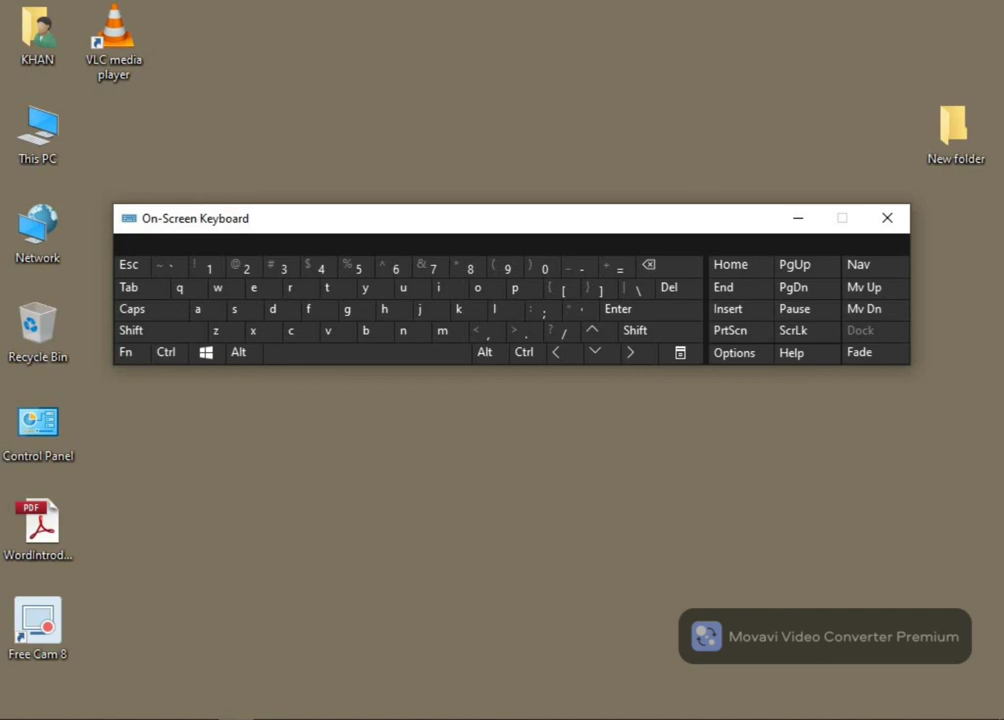 KHAN
VLC media
player
This PC
New folder
On-Screen Keyboard
Network
Esc ~ ` ! 1 @ 2 # 3 $ 4 % 5 ^ 6 & 7 * 8 ( 9 ) 0 _ - + = Home PgUp Nav
Tab q w e r t y u i o p { [ } ] | \ Del End PgDn Mv Up
Caps a s d f g h j k l : ; " ' Enter Insert Pause Mv Dn
Shift z x c v b n m < , > . ? / Shift PrtScn ScrLk Dock
Fn Ctrl Alt Alt Ctrl Options Help Fade
Recycle Bin
Control Panel
PDF
WordIntrod...
Free Cam 8
Movavi Video Converter Premium